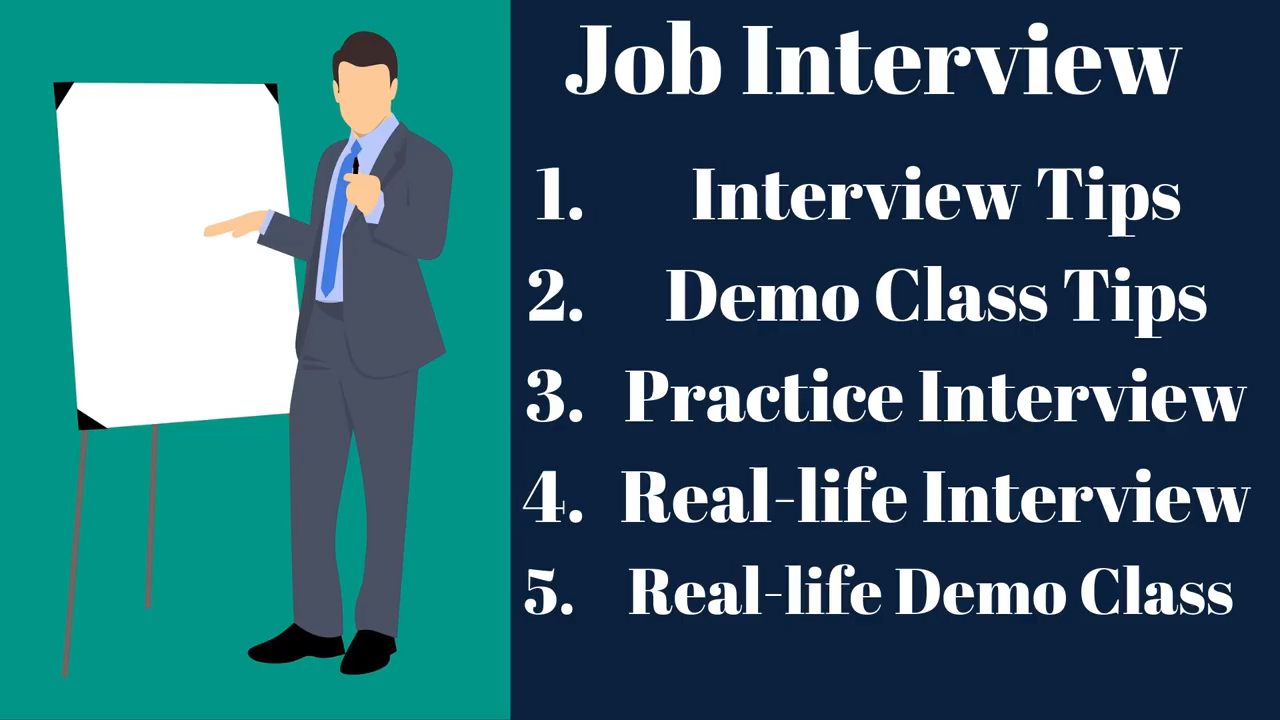 Job Interview
1. Interview Tips
2. Demo Class Tips
3. Practice Interview
4. Real-life Interview
5. Real-life Demo Class